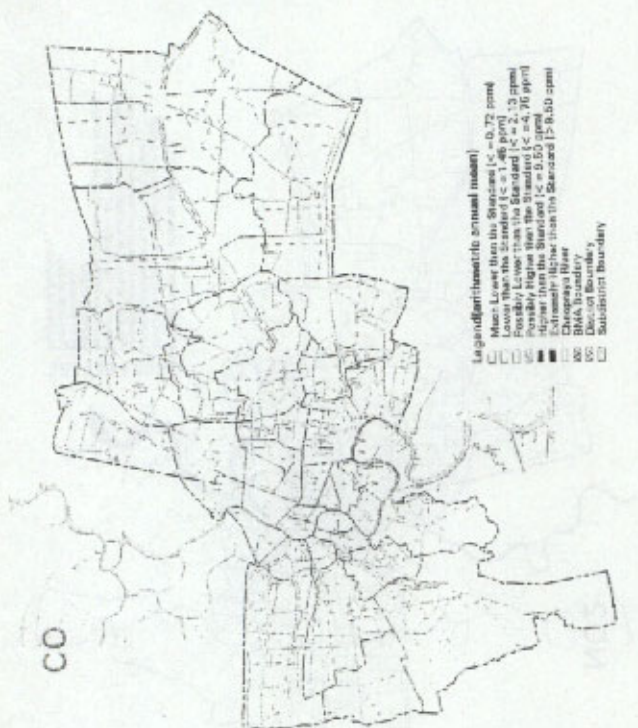 CO
Legend(arithmetric annual mean)
Much Lower then the Standard (< = 0.72 ppm)
Lower than the Standard (< = 1.46 ppm)
Possibly Lower than the Standard (< = 2.13 ppm)
Possibly Higher than the Standard (< = 4.76 ppm)
Higher than the Standard (< = 9.50 ppm)
Extremely Higher than the Standard (> 9.50 ppm)
Chaopraya River
BMA Boundary
District Boundary
Subdistrict Boundary